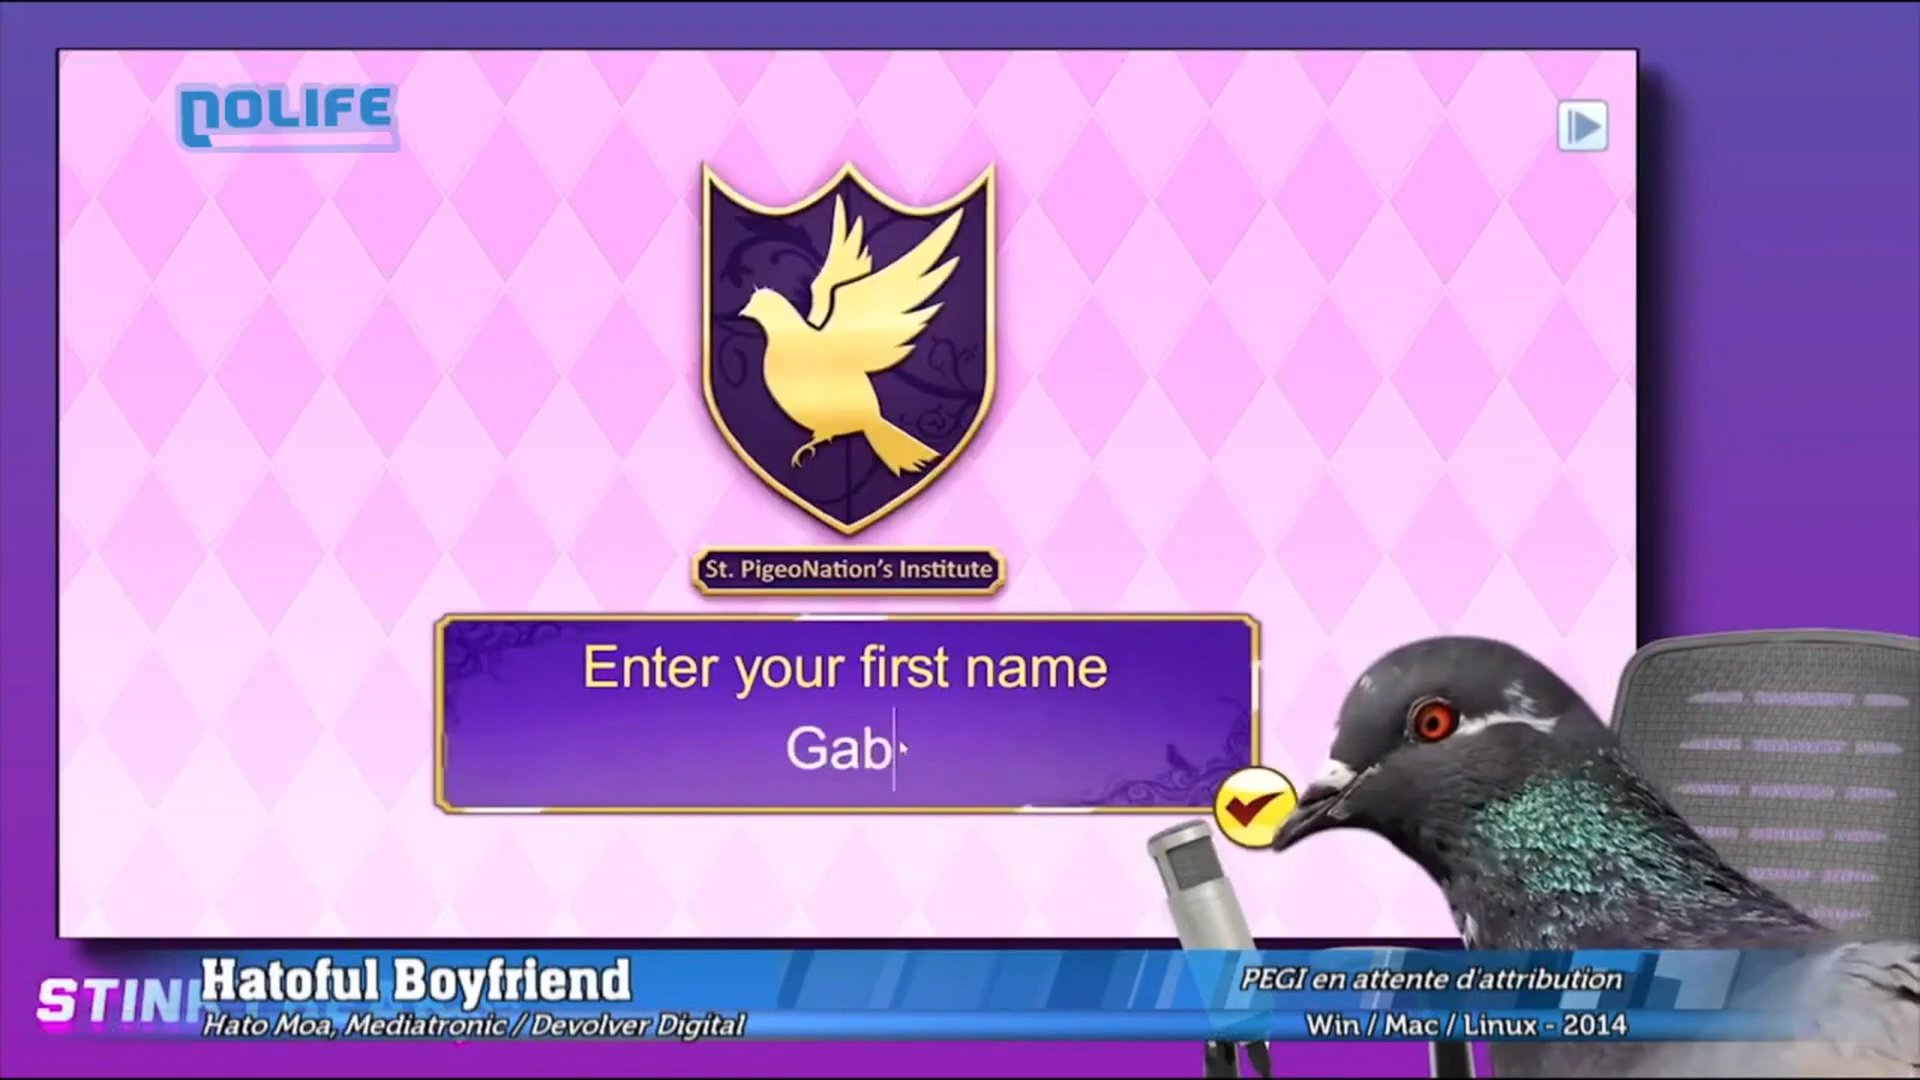 NOLIFE
St. PigeoNation's Institute
Enter your first name
Gab
STIN
Hatoful Boyfriend
Hato Moa, Mediatronic / Devolver Digital
PEGI en attente d'attribution
Win / Mac / Linux - 2014